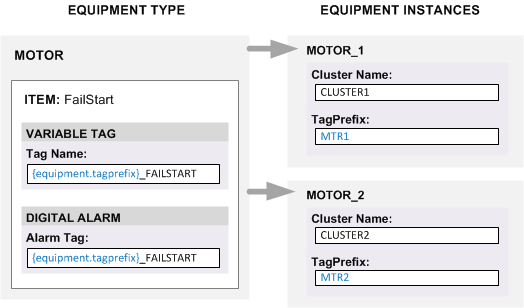 EQUIPMENT TYPE
MOTOR
ITEM: FailStart
VARIABLE TAG
Tag Name:
{equipment.tagprefix}_FAILSTART
DIGITAL ALARM
Alarm Tag:
{equipment.tagprefix}_FAILSTART
EQUIPMENT INSTANCES
MOTOR_1
Cluster Name:
CLUSTER1
TagPrefix:
MTR1
MOTOR_2
Cluster Name:
CLUSTER2
TagPrefix:
MTR2